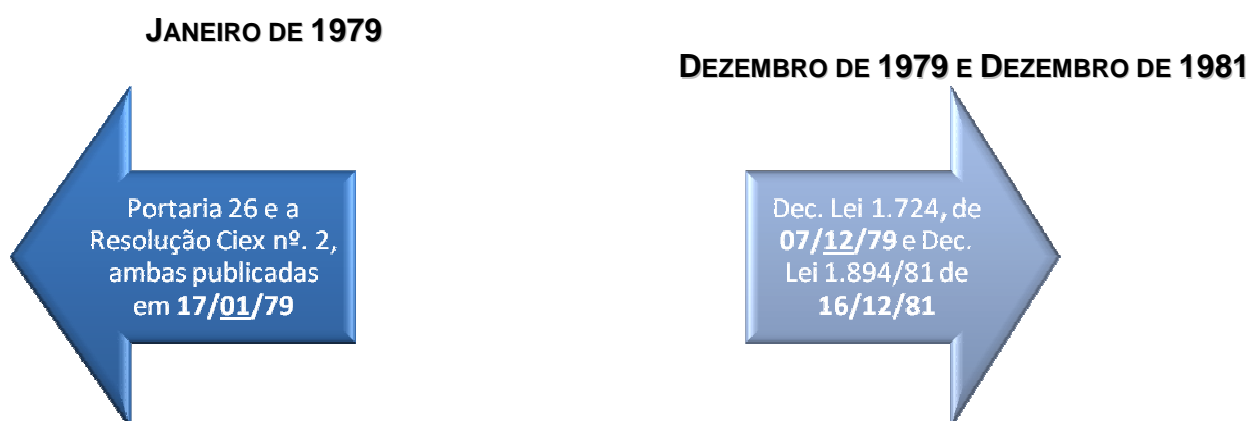 JANEIRO DE 1979
DEZEMBRO DE 1979 E DEZEMBRO DE 1981
Portaria 26 e a
Resolução Ciex nº. 2,
ambas publicadas
em 17/01/79
Dec. Lei 1.724, de
07/12/79 e Dec.
Lei 1.894/81 de
16/12/81